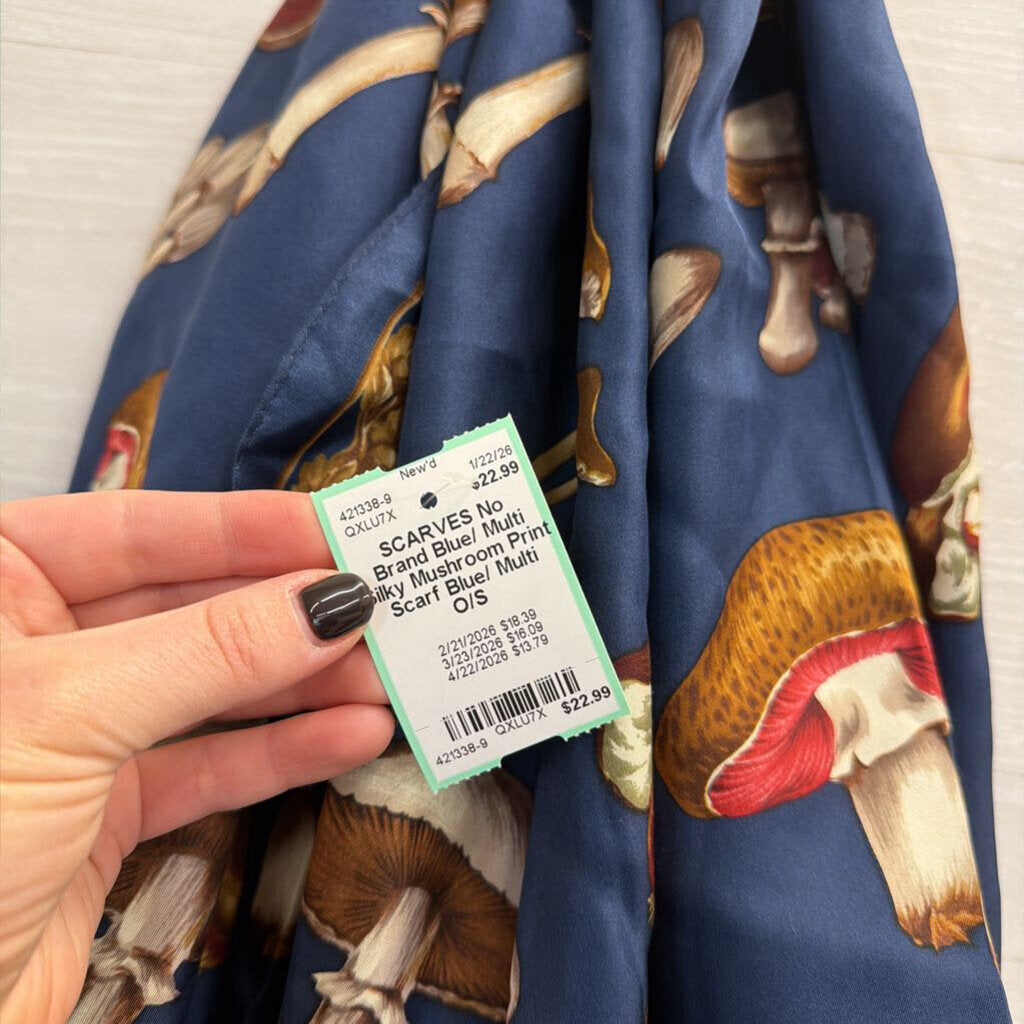 New'd 1/22/26
421338-9 $22.99
QXLU7X
SCARVES No
Brand Blue/ Multi
ilky Mushroom Print
Scarf Blue/ Multi
O/S
2/21/2026 $18.39
3/23/2026 $16.09
4/22/2026 $13.79
421338-9 QXLU7X $22.99